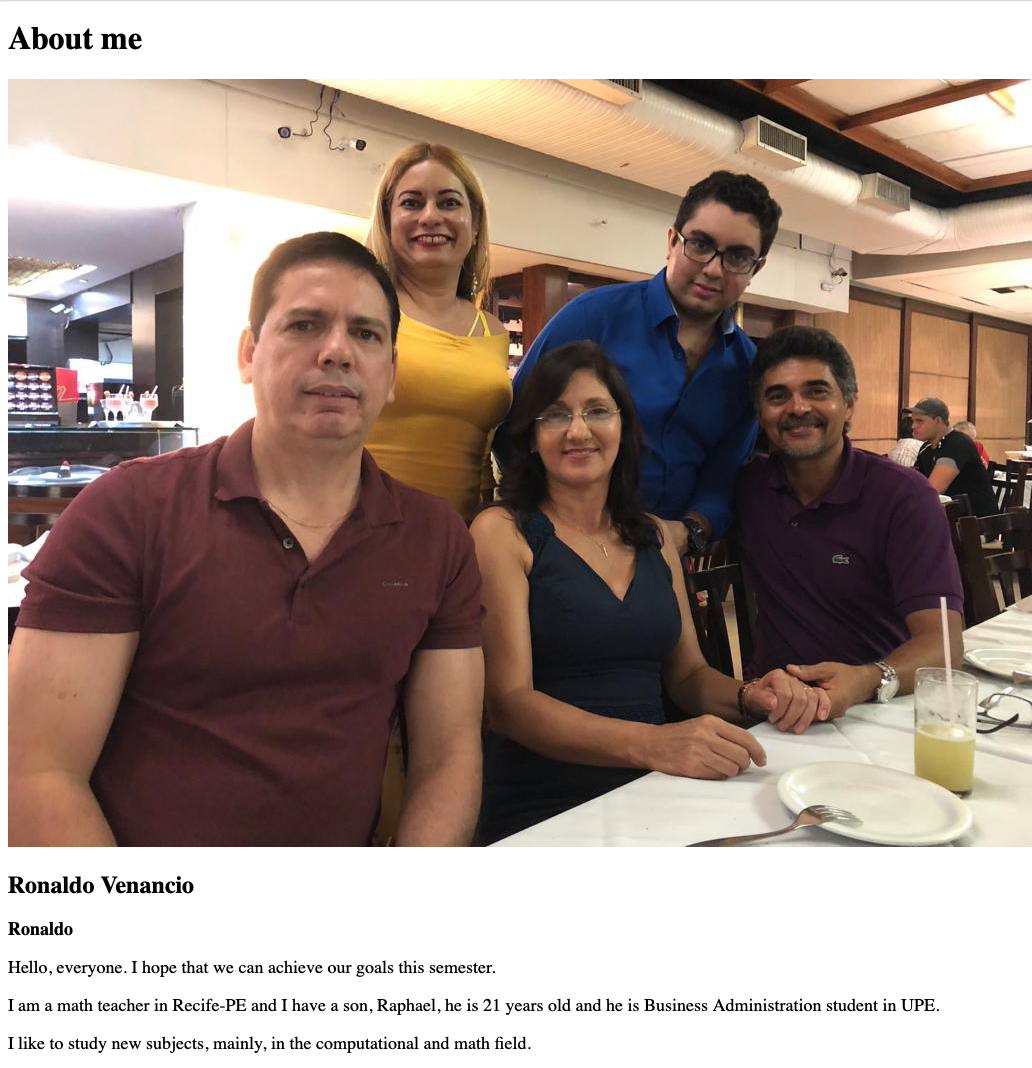 About me
Ronaldo Venancio
Ronaldo
Hello, everyone. I hope that we can achieve our goals this semester.
I am a math teacher in Recife-PE and I have a son, Raphael, he is 21 years old and he is Business Administration student in UPE.
I like to study new subjects, mainly, in the computational and math field.